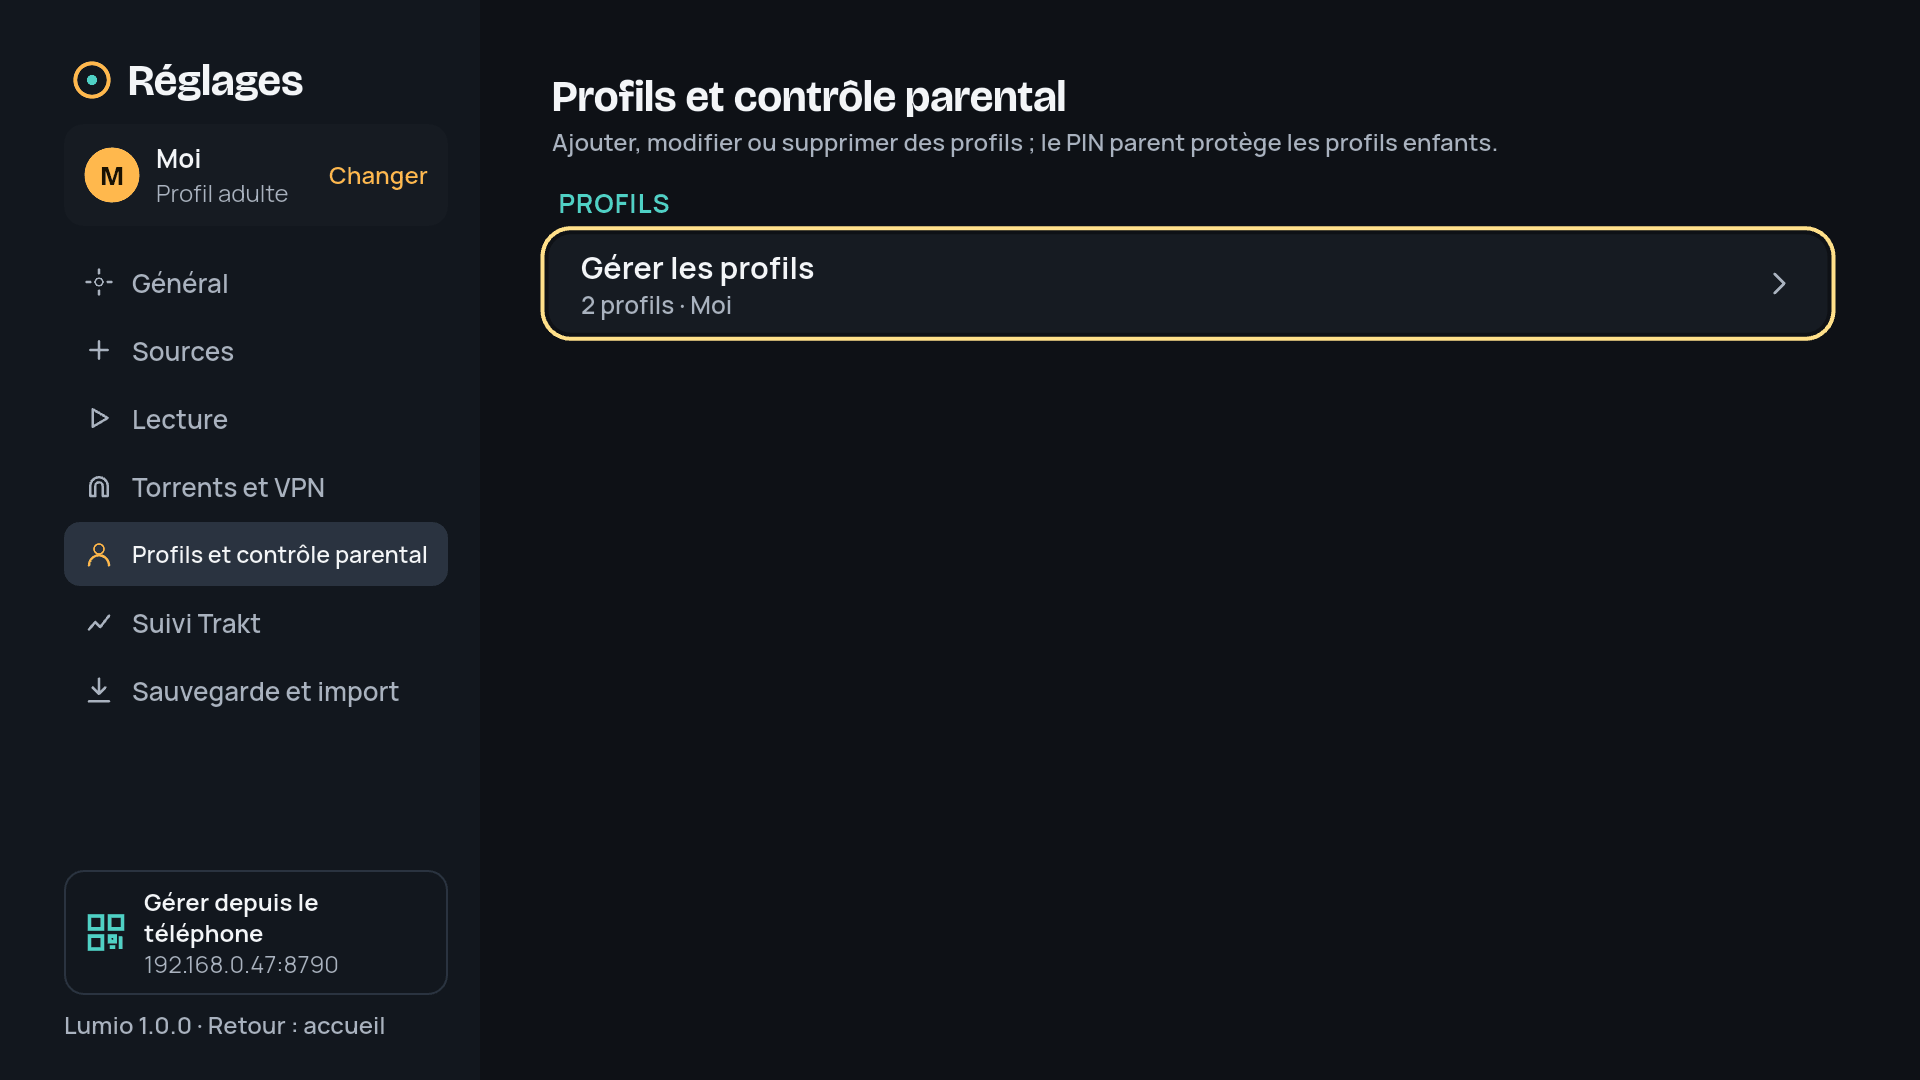 Réglages
M
Moi
Profil adulte
Changer
Général
Sources
Lecture
Torrents et VPN
Profils et contrôle parental
Suivi Trakt
Sauvegarde et import
Gérer depuis le
téléphone
192.168.0.47:8790
Lumio 1.0.0 · Retour : accueil
Profils et contrôle parental
Ajouter, modifier ou supprimer des profils ; le PIN parent protège les profils enfants.
PROFILS
Gérer les profils
2 profils · Moi